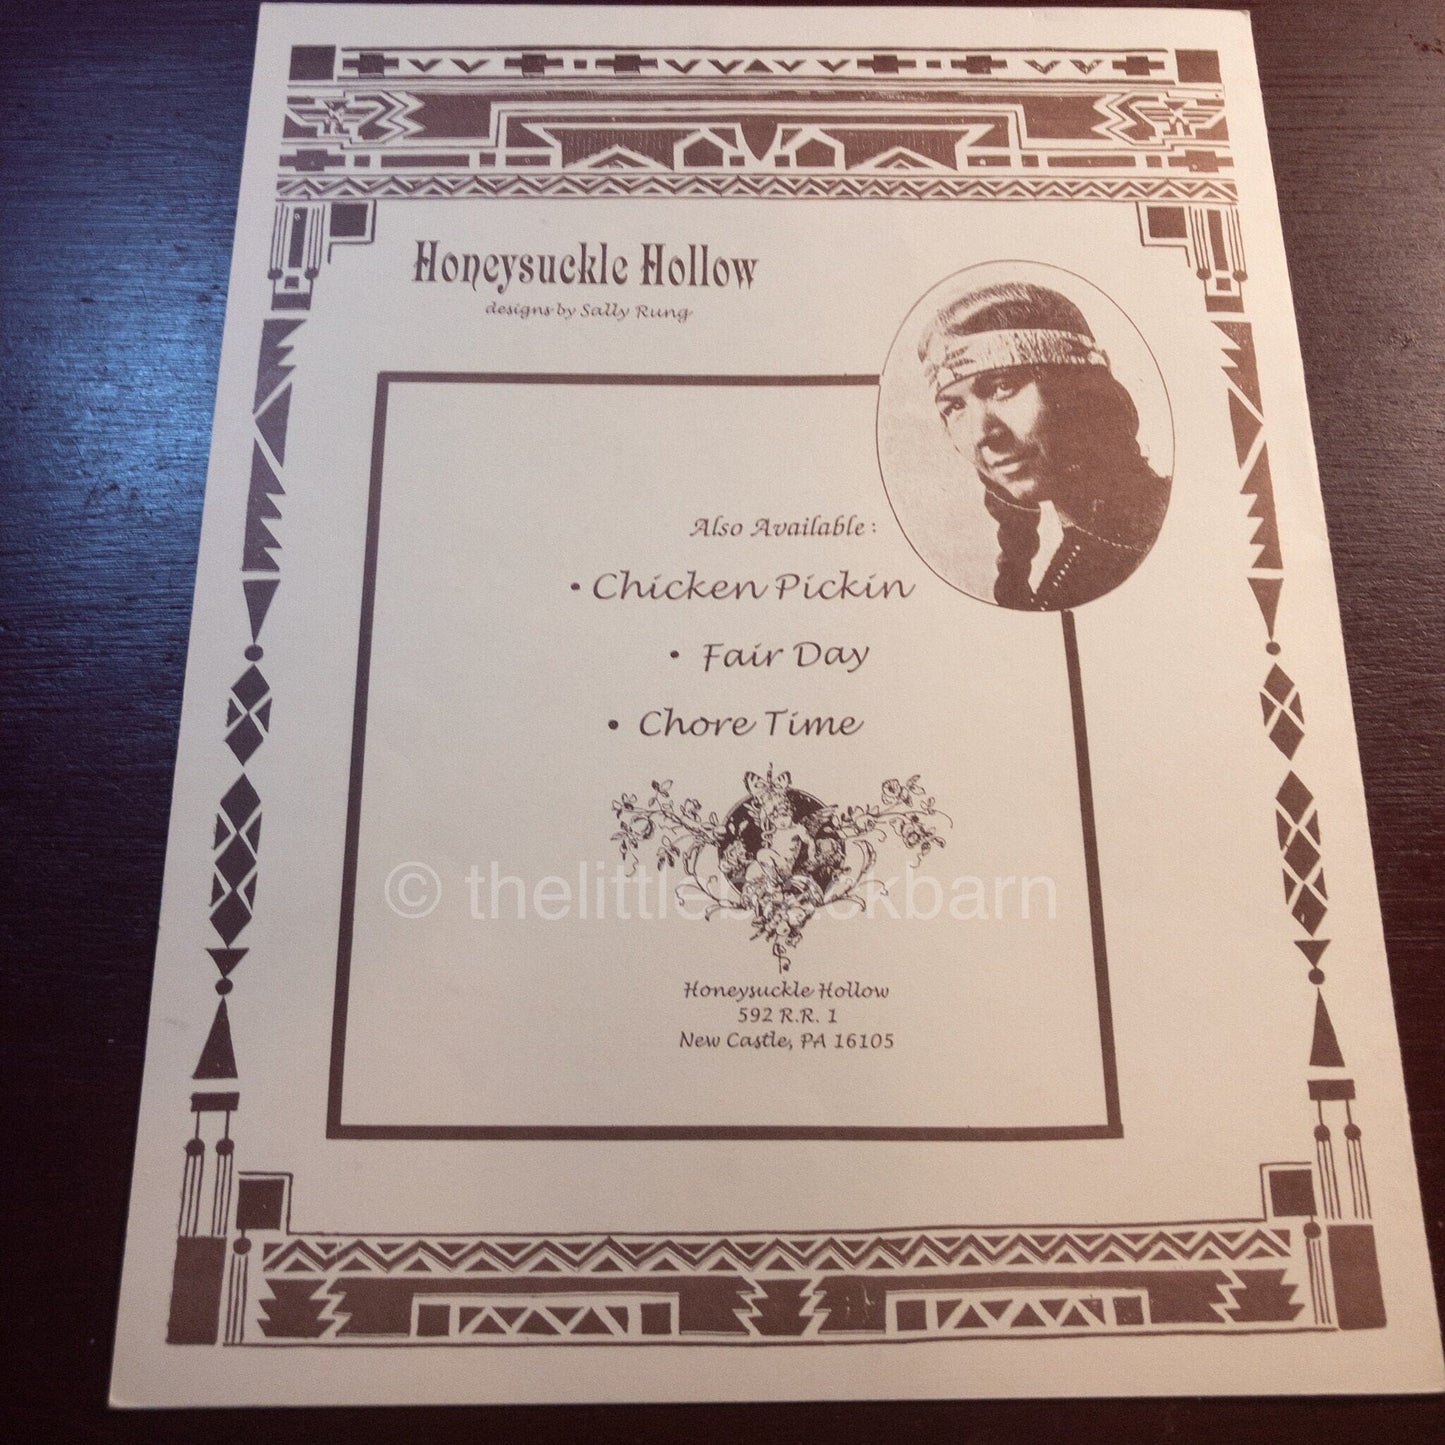 Honeysuckle Hollow
designs by Sally Rung
Also Available :
• Chicken Pickin
• Fair Day
• Chore Time
© thelittleblackbarn
Honeysuckle Hollow
592 R.R. 1
New Castle, PA 16105